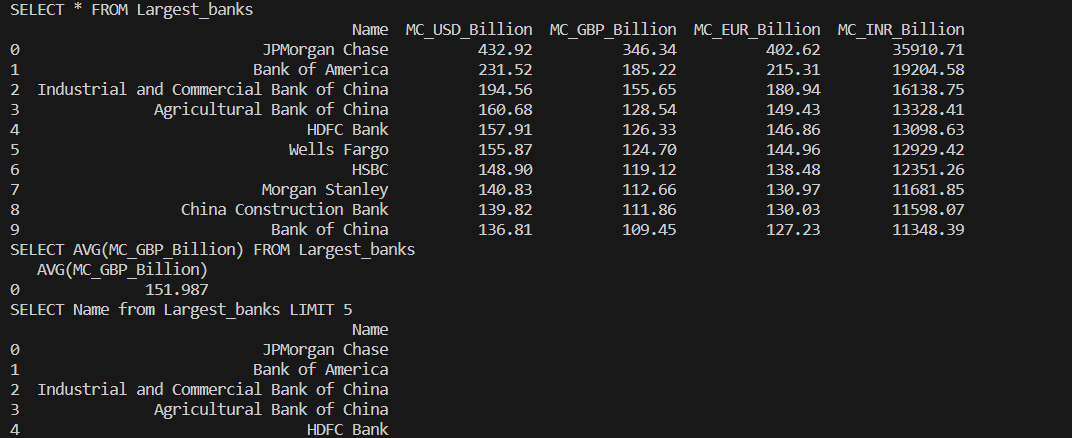 SELECT * FROM Largest_banks
Name MC_USD_Billion MC_GBP_Billion MC_EUR_Billion MC_INR_Billion
0 JPMorgan Chase 432.92 346.34 402.62 35910.71
1 Bank of America 231.52 185.22 215.31 19204.58
2 Industrial and Commercial Bank of China 194.56 155.65 180.94 16138.75
3 Agricultural Bank of China 160.68 128.54 149.43 13328.41
4 HDFC Bank 157.91 126.33 146.86 13098.63
5 Wells Fargo 155.87 124.70 144.96 12929.42
6 HSBC 148.90 119.12 138.48 12351.26
7 Morgan Stanley 140.83 112.66 130.97 11681.85
8 China Construction Bank 139.82 111.86 130.03 11598.07
9 Bank of China 136.81 109.45 127.23 11348.39
SELECT AVG(MC_GBP_Billion) FROM Largest_banks
AVG(MC_GBP_Billion)
0 151.987
SELECT Name from Largest_banks LIMIT 5
Name
0 JPMorgan Chase
1 Bank of America
2 Industrial and Commercial Bank of China
3 Agricultural Bank of China
4 HDFC Bank